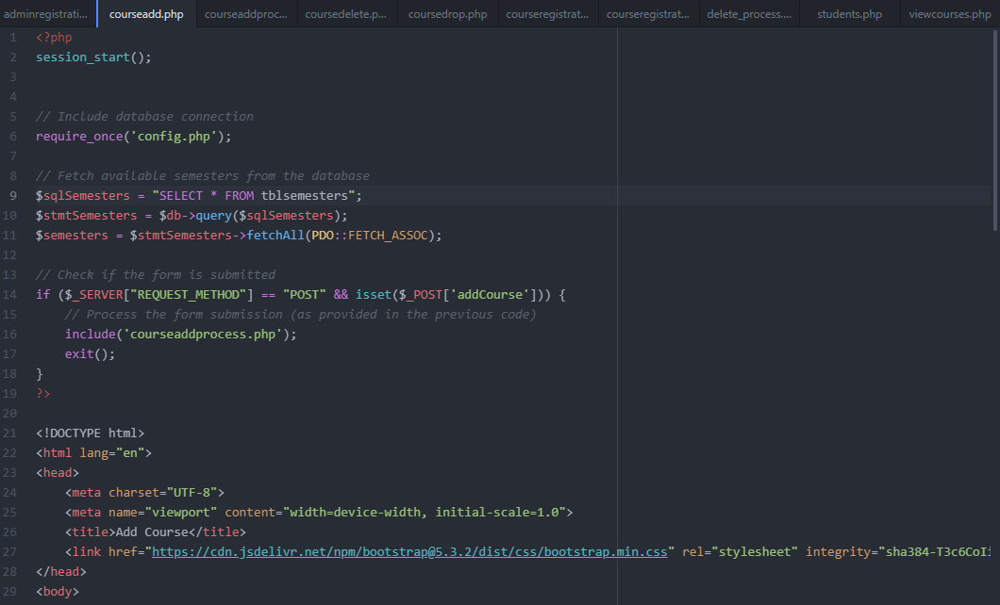 adminregistrati... courseadd.php courseaddproc... coursedelete.p... coursedrop.php courseregistrat... courseregistrat... delete_process.... students.php viewcourses.php
1 <?php
2 session_start();
3
4
5 // Include database connection
6 require_once('config.php');
7
8 // Fetch available semesters from the database
9 $sqlSemesters = "SELECT * FROM tblsemesters";
10 $stmtSemesters = $db->query($sqlSemesters);
11 $semesters = $stmtSemesters->fetchAll(PDO::FETCH_ASSOC);
12
13 // Check if the form is submitted
14 if ($_SERVER["REQUEST_METHOD"] == "POST" && isset($_POST['addCourse'])) {
15     // Process the form submission (as provided in the previous code)
16     include('courseaddprocess.php');
17     exit();
18 }
19 ?>
20
21 <!DOCTYPE html>
22 <html lang="en">
23 <head>
24     <meta charset="UTF-8">
25     <meta name="viewport" content="width=device-width, initial-scale=1.0">
26     <title>Add Course</title>
27     <link href="https://cdn.jsdelivr.net/npm/bootstrap@5.3.2/dist/css/bootstrap.min.css" rel="stylesheet" integrity="sha384-T3c6CoIi
28 </head>
29 <body>